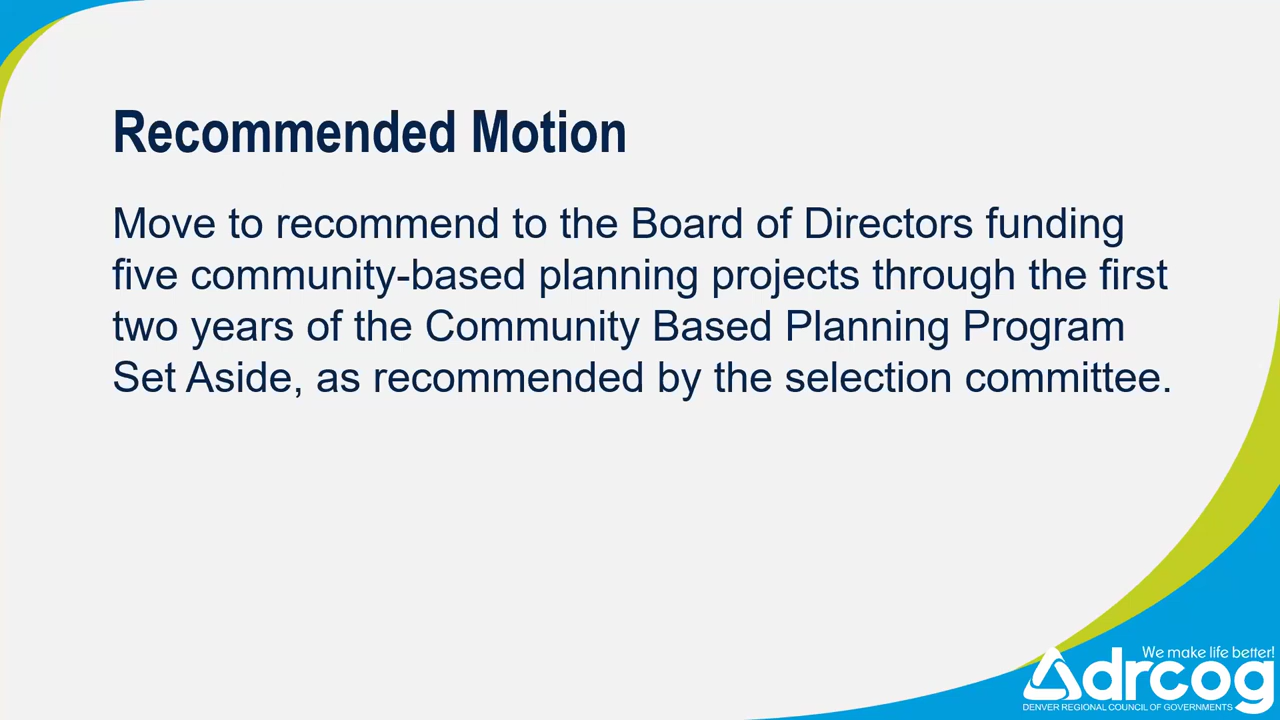 Recommended Motion
Move to recommend to the Board of Directors funding
five community-based planning projects through the first
two years of the Community Based Planning Program
Set Aside, as recommended by the selection committee.
We make life better!
drcog
DENVER REGIONAL COUNCIL OF GOVERNMENTS